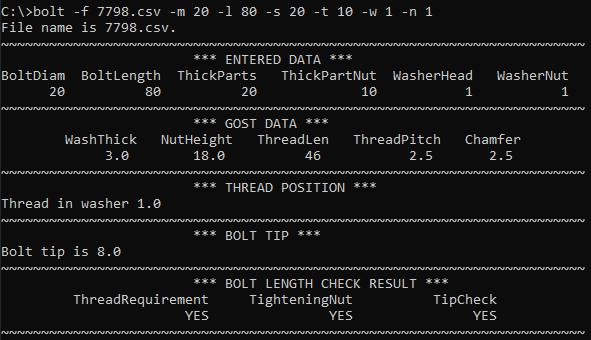 C:\>bolt -f 7798.csv -m 20 -l 80 -s 20 -t 10 -w 1 -n 1
File name is 7798.csv.
~~~~~~~~~~~~~~~~~~~~~~~~~~~~~~~~~~~~~~~~~~~~~~~~~~~~~~~~~~~~~~~~~~~~~~~~~
*** ENTERED DATA ***
BoltDiam BoltLength ThickParts ThickPartNut WasherHead WasherNut
20 80 20 10 1 1
~~~~~~~~~~~~~~~~~~~~~~~~~~~~~~~~~~~~~~~~~~~~~~~~~~~~~~~~~~~~~~~~~~~~~~~~~
*** GOST DATA ***
WashThick NutHeight ThreadLen ThreadPitch Chamfer
3.0 18.0 46 2.5 2.5
~~~~~~~~~~~~~~~~~~~~~~~~~~~~~~~~~~~~~~~~~~~~~~~~~~~~~~~~~~~~~~~~~~~~~~~~~
*** THREAD POSITION ***
Thread in washer 1.0
~~~~~~~~~~~~~~~~~~~~~~~~~~~~~~~~~~~~~~~~~~~~~~~~~~~~~~~~~~~~~~~~~~~~~~~~~
*** BOLT TIP ***
Bolt tip is 8.0
~~~~~~~~~~~~~~~~~~~~~~~~~~~~~~~~~~~~~~~~~~~~~~~~~~~~~~~~~~~~~~~~~~~~~~~~~
*** BOLT LENGTH CHECK RESULT ***
ThreadRequirement TighteningNut TipCheck
YES YES YES
~~~~~~~~~~~~~~~~~~~~~~~~~~~~~~~~~~~~~~~~~~~~~~~~~~~~~~~~~~~~~~~~~~~~~~~~~